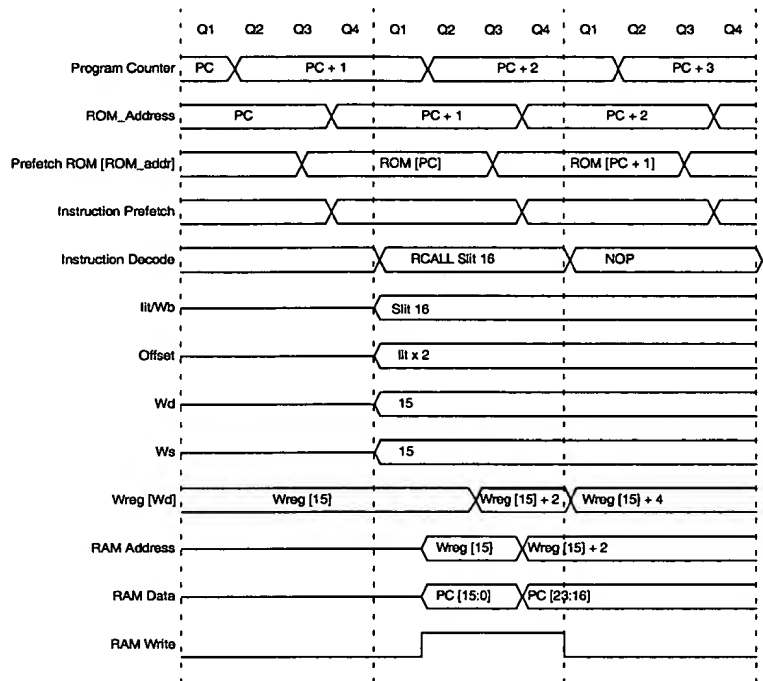 Q1 Q2 Q3 Q4 Q1 Q2 Q3 Q4 Q1 Q2 Q3 Q4
Program Counter PC PC + 1 PC + 2 PC + 3
ROM_Address PC PC + 1 PC + 2
Prefetch ROM [ROM_addr] ROM [PC] ROM [PC + 1]
Instruction Prefetch
Instruction Decode RCALL Slit 16 NOP
lit/Wb Slit 16
Offset lit x 2
Wd 15
Ws 15
Wreg [Wd] Wreg [15] Wreg [15] + 2 Wreg [15] + 4
RAM Address Wreg [15] Wreg [15] + 2
RAM Data PC [15:0] PC [23:16]
RAM Write